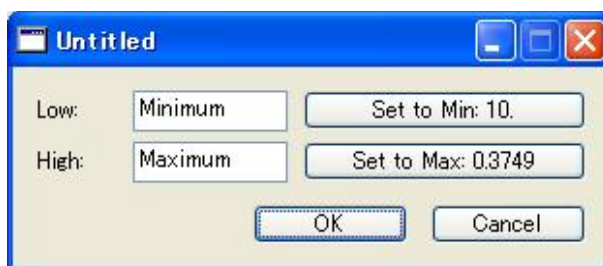 Untitled
Low: Minimum Set to Min: 10.
High: Maximum Set to Max: 0.3749
OK Cancel